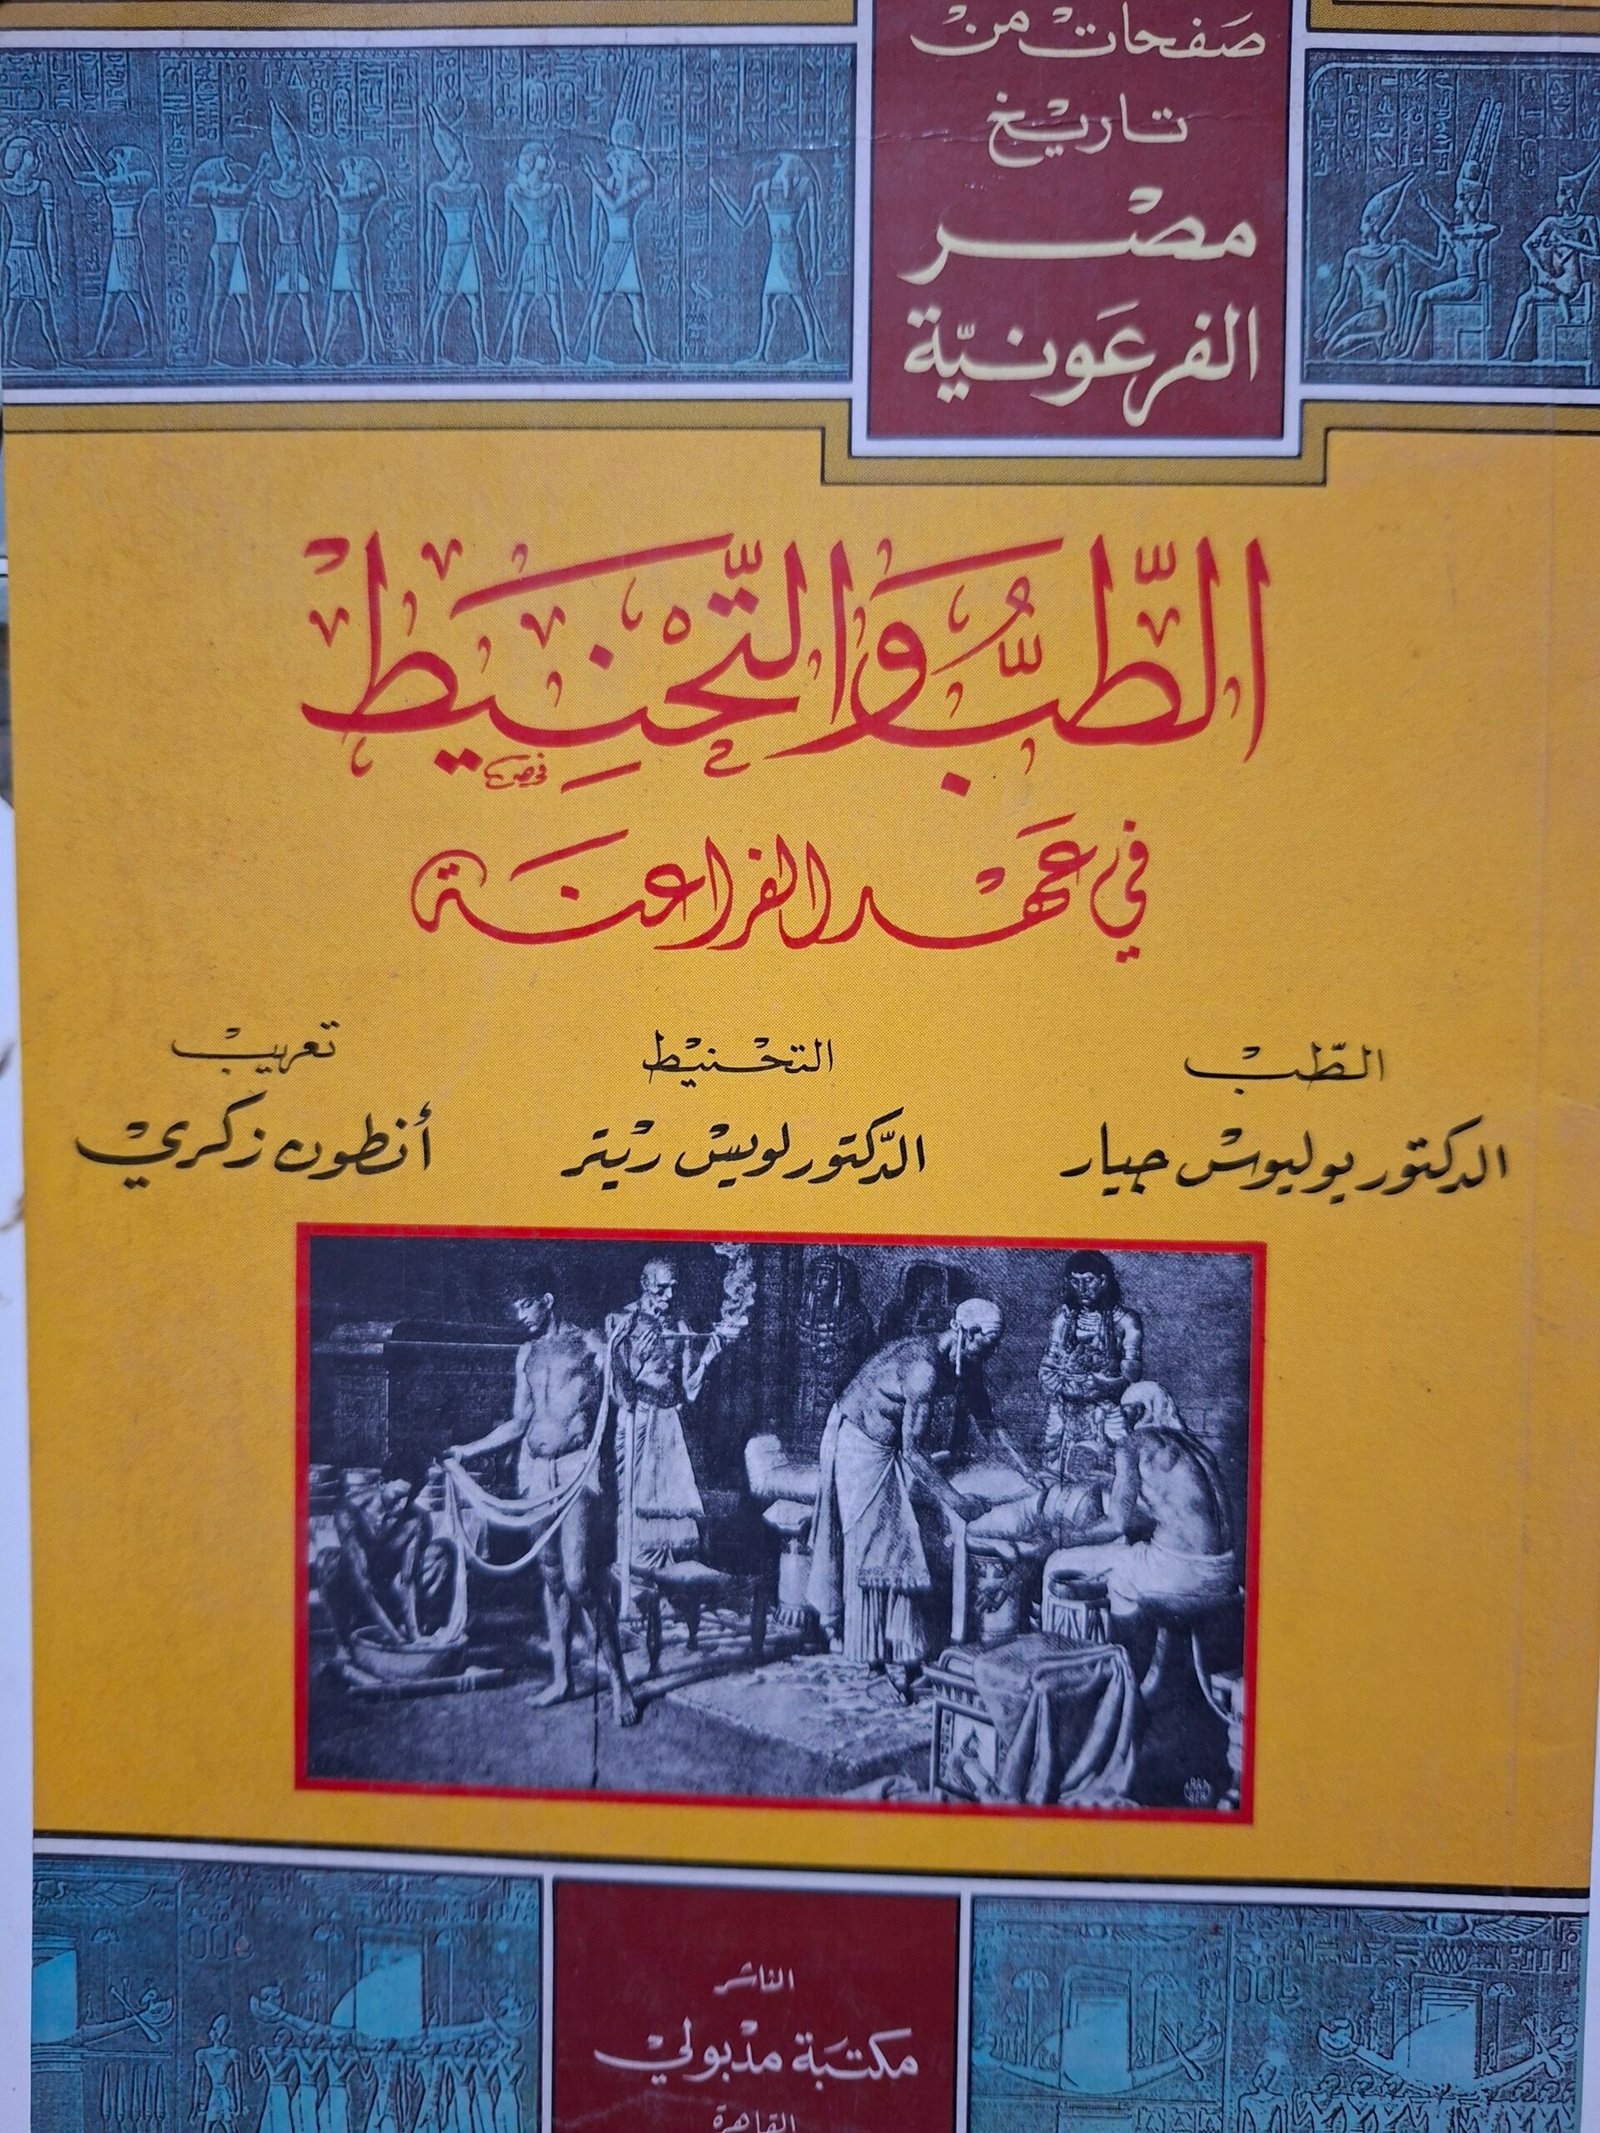 صفحات من
تاريخ
مصر
الفرعونية
الطب والتحنيط
في عهد الفراعنة
الطب
الدكتور يوليوس جيار
التحنيط
الدكتور لويس ريتر
تعريب
أنطون زكري
الناشر
مكتبة مدبولي
القاهرة